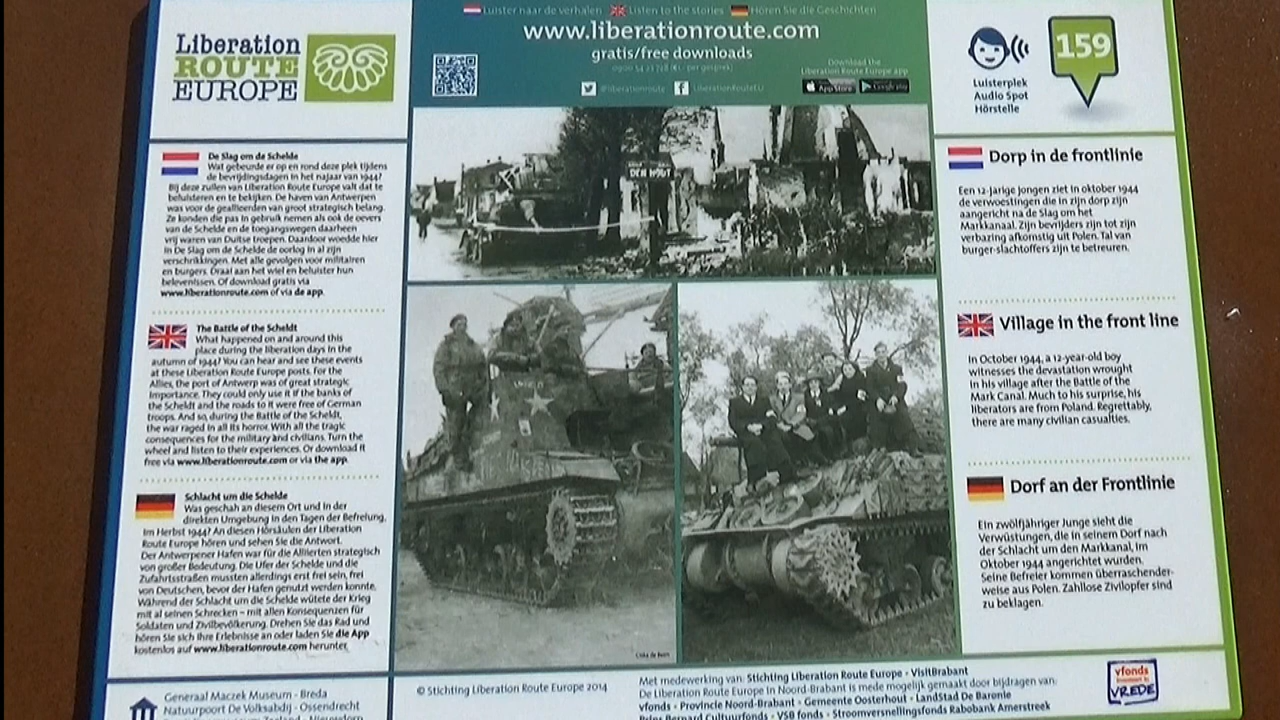 Liberation
ROUTE
EUROPE
Luister naar de verhalen Listen to the stories Hören Sie die Geschichten
www.liberationroute.com
gratis/free downloads
Download the
Liberation Route Europe app
@liberationroute LiberationRouteEU
App Store Google play
Luisterplek
Audio Spot
Hörstelle
159
De Slag om de Schelde
Wat gebeurde er op en rond deze plek tijdens
de bevrijdingsdagen in het najaar van 1944?
Bij deze zuilen van Liberation Route Europe valt dat te
beluisteren en te bekijken. De haven van Antwerpen
was voor de geallieerden van groot strategisch belang.
Ze konden die pas in gebruik nemen als ook de oevers
van de Schelde en de toegangswegen daarheen
vrij waren van Duitse troepen. Daardoor woedde hier
in De Slag om de Schelde de oorlog in al zijn
verschrikkingen. Met alle gevolgen voor militairen
en burgers. Draai aan het wiel en beluister hun
belevenissen. Of download gratis via
www.liberationroute.com of via de app.
The Battle of the Scheldt
What happened on and around this
place during the liberation days in the
autumn of 1944? You can hear and see these events
at these Liberation Route Europe posts. For the
Allies, the port of Antwerp was of great strategic
importance. They could only use it if the banks of
the Scheldt and the roads to it were free of German
troops. And so, during the Battle of the Scheldt,
the war raged in all its horror. With all the tragic
consequences for the military and civilians. Turn the
wheel and listen to their experiences. Or download it
free via www.liberationroute.com or via the app.
Schlacht um die Schelde
Was geschah an diesem Ort und in der
direkten Umgebung in den Tagen der Befreiung,
im Herbst 1944? An diesen Hörsäulen der Liberation
Route Europe hören und sehen Sie die Antwort.
Der Antwerpener Hafen war für die Alliierten strategisch
von großer Bedeutung. Die Ufer der Schelde und die
Zufahrtsstraßen mussten allerdings erst frei sein, frei
von Deutschen, bevor der Hafen genutzt werden konnte.
Während der Schlacht um die Schelde wütete der Krieg
mit al seinen Schrecken – mit allen Konsequenzen für
Soldaten und Zivilbevölkerung. Drehen Sie das Rad und
hören Sie sich ihre Erlebnisse an oder laden Sie die App
kostenlos auf www.liberationroute.com herunter.
DEN HOUT
Dorp in de frontlinie
Een 12-jarige jongen ziet in oktober 1944
de verwoestingen die in zijn dorp zijn
aangericht na de Slag om het
Markkanaal. Zijn bevrijders zijn tot zijn
verbazing afkomstig uit Polen. Tal van
burger-slachtoffers zijn te betreuren.
Village in the front line
In October 1944, a 12-year-old boy
witnesses the devastation wrought
in his village after the Battle of the
Mark Canal. Much to his surprise, his
liberators are from Poland. Regrettably,
there are many civilian casualties.
Dorf an der Frontlinie
Ein zwölfjähriger Junge sieht die
Verwüstungen, die in seinem Dorf nach
der Schlacht um den Markkanal, im
Oktober 1944 angerichtet wurden.
Seine Befreier kommen überraschender-
weise aus Polen. Zahllose Zivilopfer sind
zu beklagen.
Generaal Maczek Museum - Breda
Natuurpoort De Volksabdij - Ossendrecht
© Stichting Liberation Route Europe 2014
Met medewerking van: Stichting Liberation Route Europe - VisitBrabant
De Liberation Route Europe in Noord-Brabant is mede mogelijk gemaakt door bijdragen van:
vfonds • Provincie Noord-Brabant • Gemeente Oosterhout • LandStad De Baronie
Prins Bernhard Cultuurfonds • VSB fonds • Stroomversnellingsfonds Rabobank Amerstreek
vfonds
VREDE